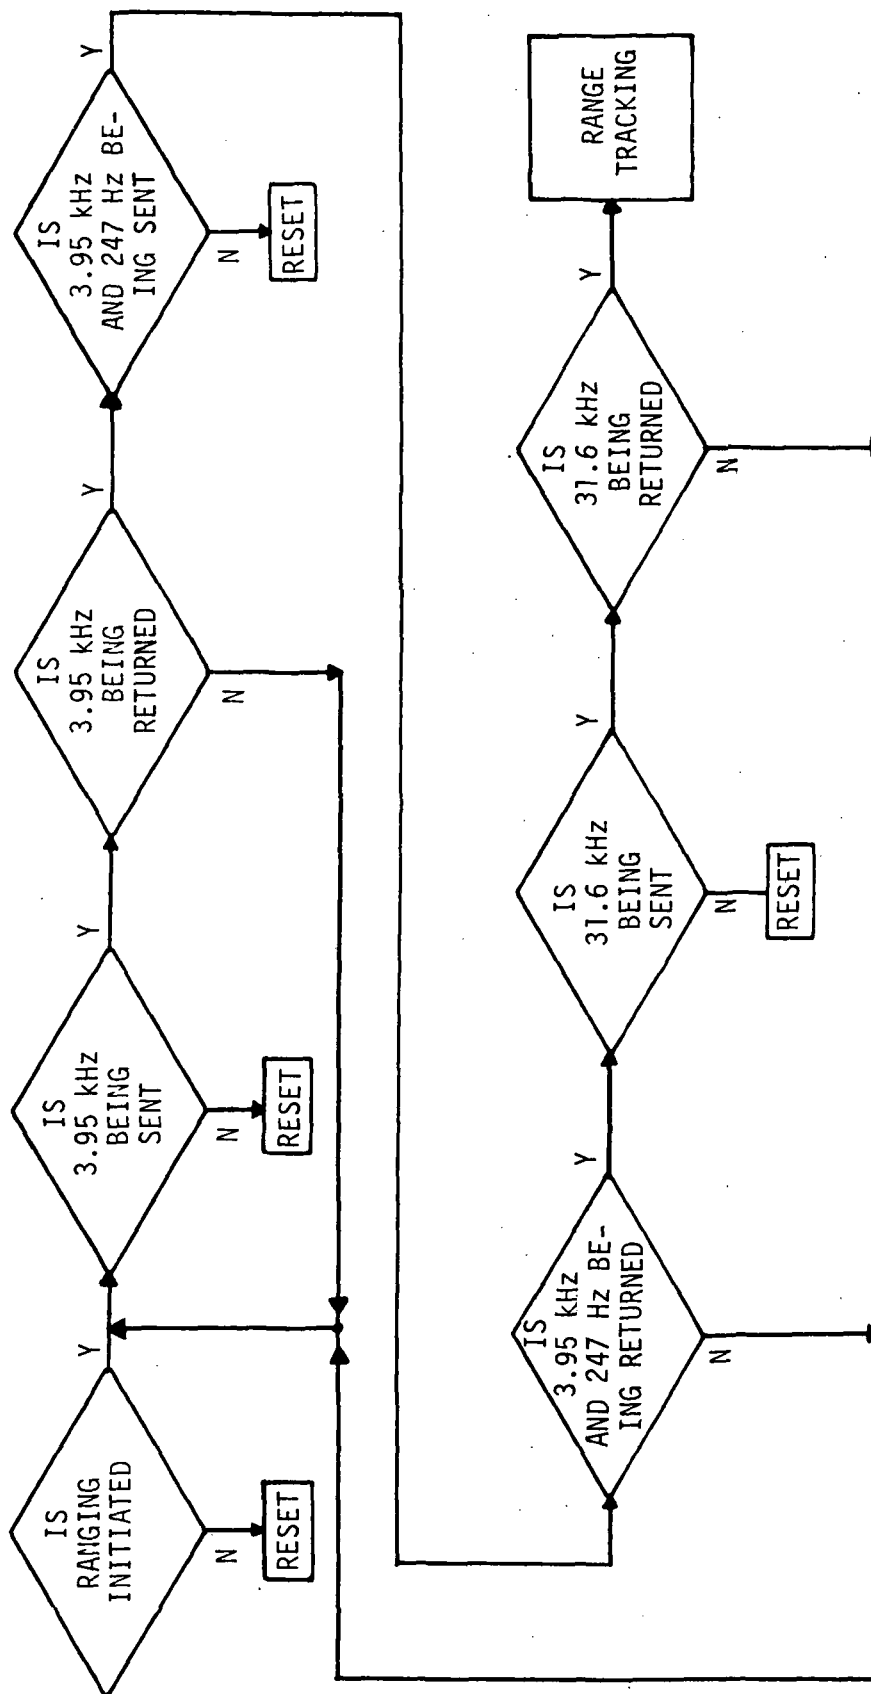 IS
RANGING
INITIATED
Y
N
RESET
IS
3.95 kHz
BEING
SENT
Y
N
RESET
IS
3.95 kHz
BEING
RETURNED
Y
N
IS
3.95 kHz
AND 247 Hz BE-
ING SENT
Y
N
RESET
IS
3.95 kHz
AND 247 Hz BE-
ING RETURNED
Y
N
IS
31.6 kHz
BEING
SENT
Y
N
RESET
IS
31.6 kHz
BEING
RETURNED
Y
N
RANGE
TRACKING